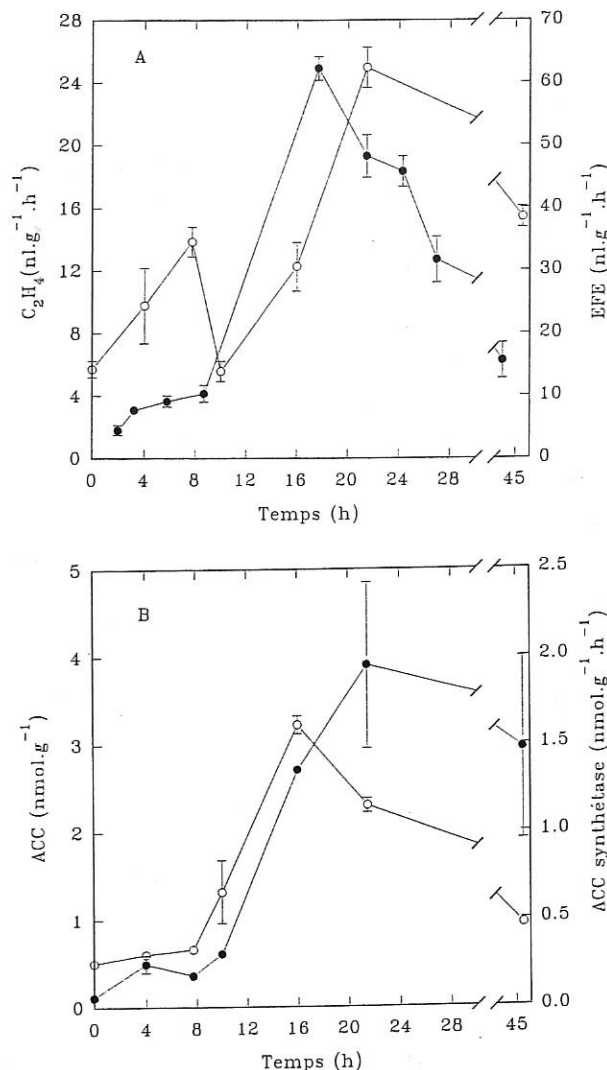 A
28
24
20
16
12
8
4
0
C₂H₄(nl.g⁻¹.h⁻¹)
70
60
50
40
30
20
10
0
EFE (nl.g⁻¹.h⁻¹)
0 4 8 12 16 20 24 28 45
Temps (h)
B
5
4
3
2
1
0
ACC (nmol.g⁻¹)
2.5
2.0
1.5
1.0
0.5
0.0
ACC synthétase (nmol.g⁻¹.h⁻¹)
0 4 8 12 16 20 24 28 45
Temps (h)